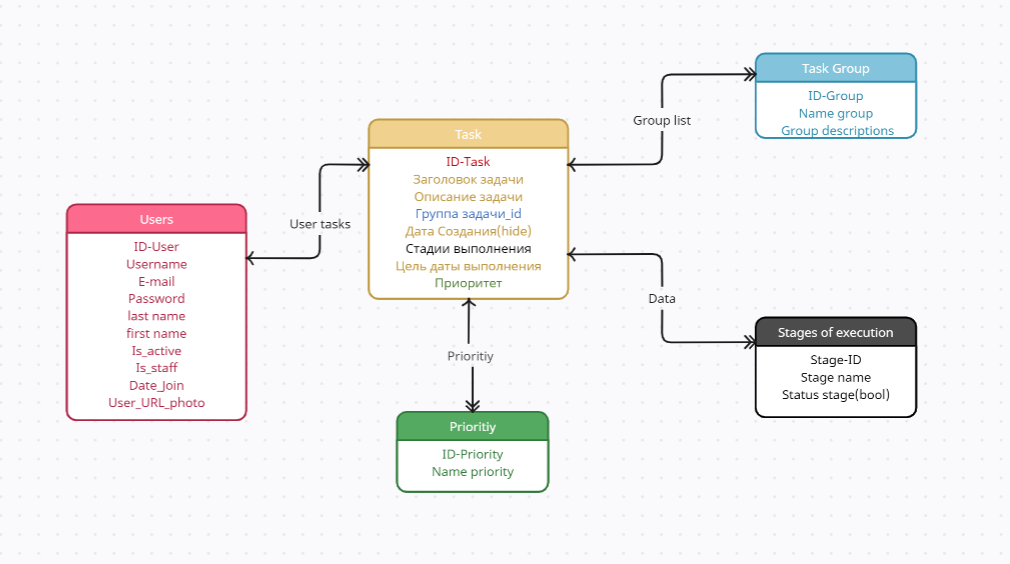 Task Group
ID-Group
Name group
Group descriptions
Group list
Task
ID-Task
Заголовок задачи
Описание задачи
Группа задачи_id
Дата Создания(hide)
Стадии выполнения
Цель даты выполнения
Приоритет
User tasks
Users
ID-User
Username
E-mail
Password
last name
first name
Is_active
Is_staff
Date_Join
User_URL_photo
Data
Stages of execution
Stage-ID
Stage name
Status stage(bool)
Prioritiy
Prioritiy
ID-Priority
Name priority